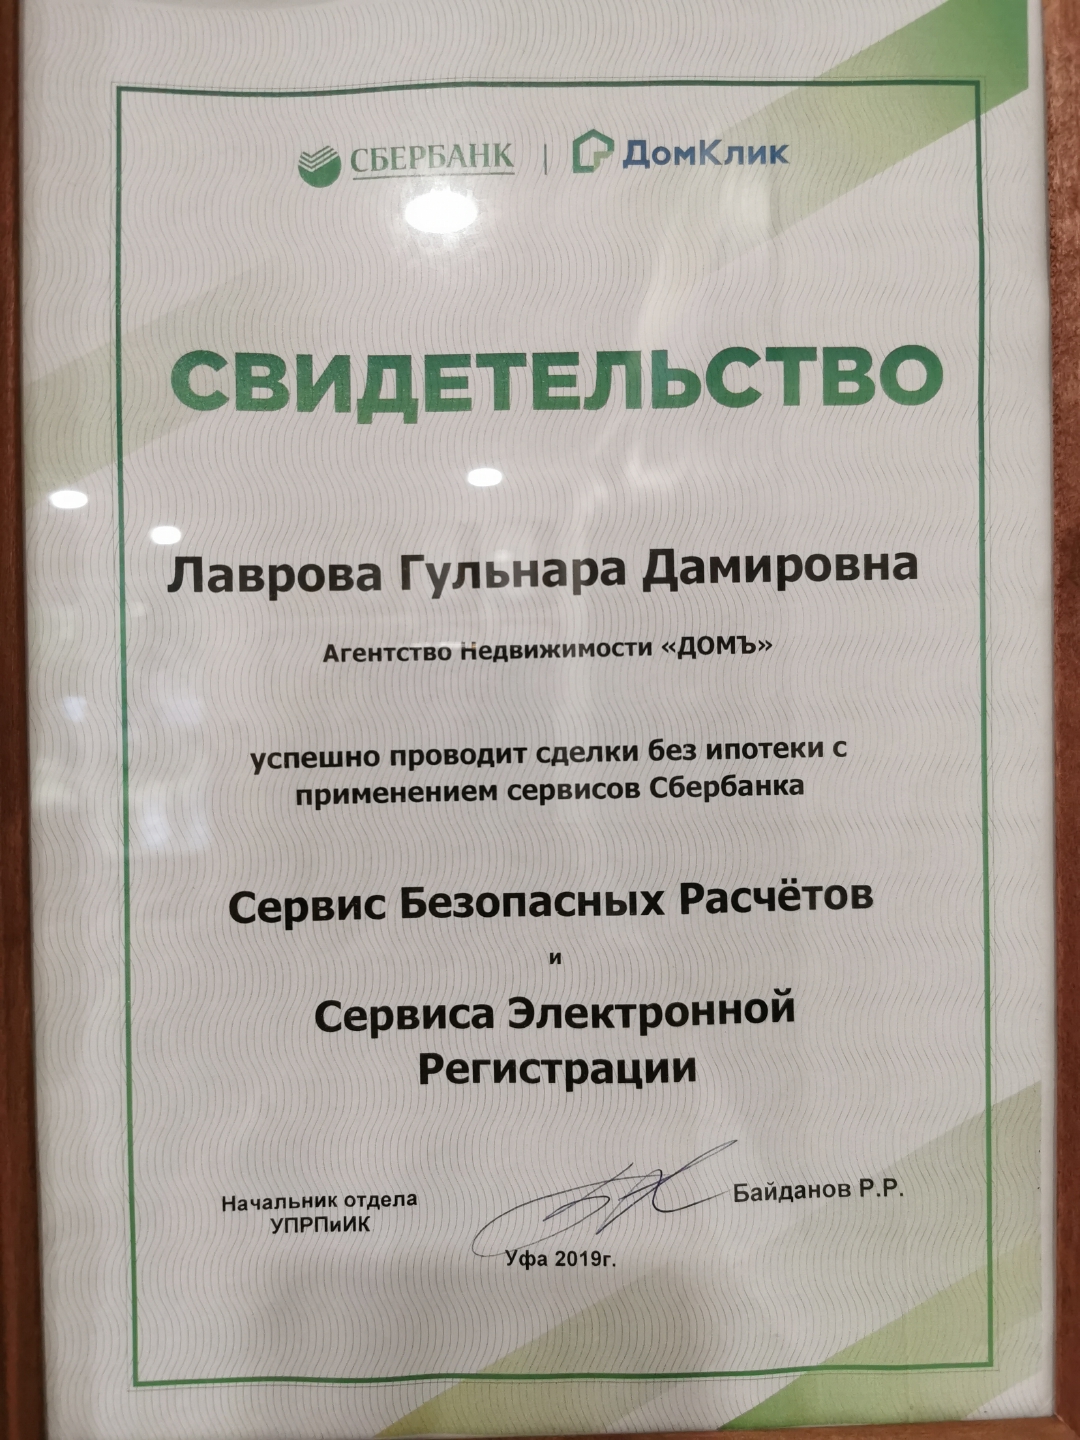 СБЕРБАНК | ДомКлик
СВИДЕТЕЛЬСТВО
Лаврова Гульнара Дамировна
Агентство Недвижимости «ДОМЪ»
успешно проводит сделки без ипотеки с
применением сервисов Сбербанка
Сервис Безопасных Расчётов
и
Сервиса Электронной
Регистрации
Начальник отдела
УПРПиИК
Байданов Р.Р.
Уфа 2019г.